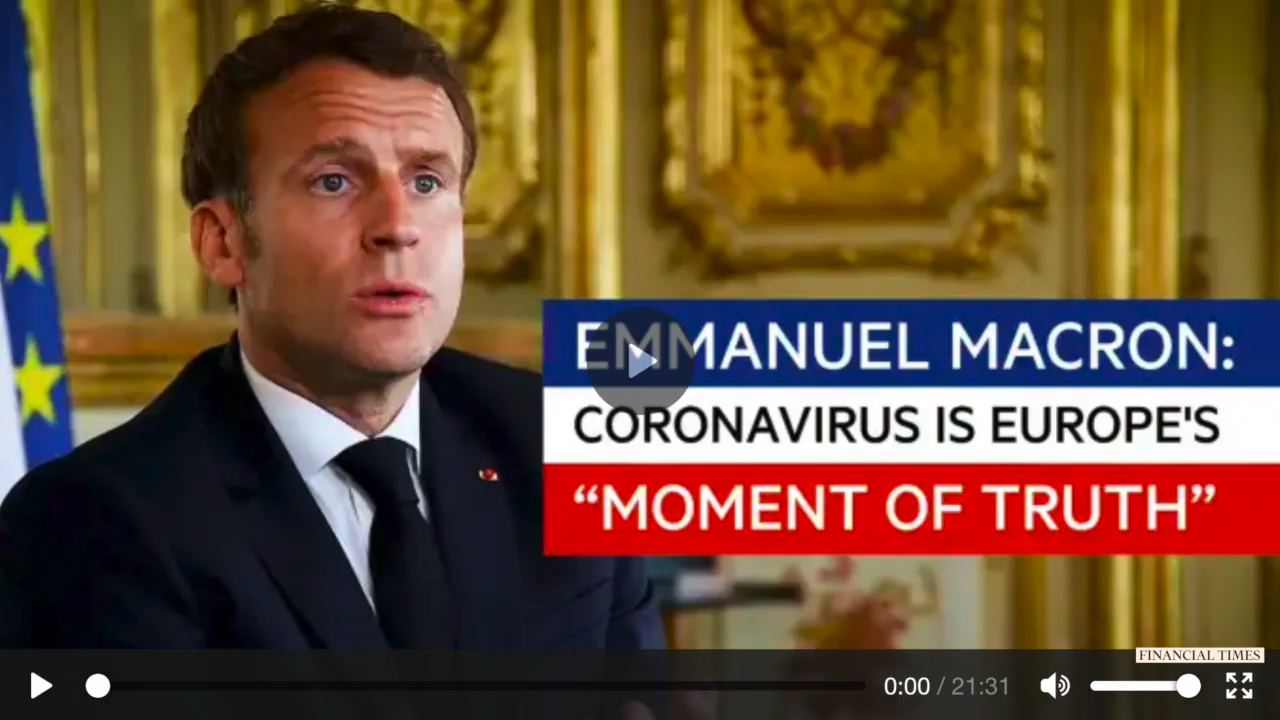 EMMANUEL MACRON:
CORONAVIRUS IS EUROPE'S
“MOMENT OF TRUTH”
FINANCIAL TIMES
0:00 / 21:31